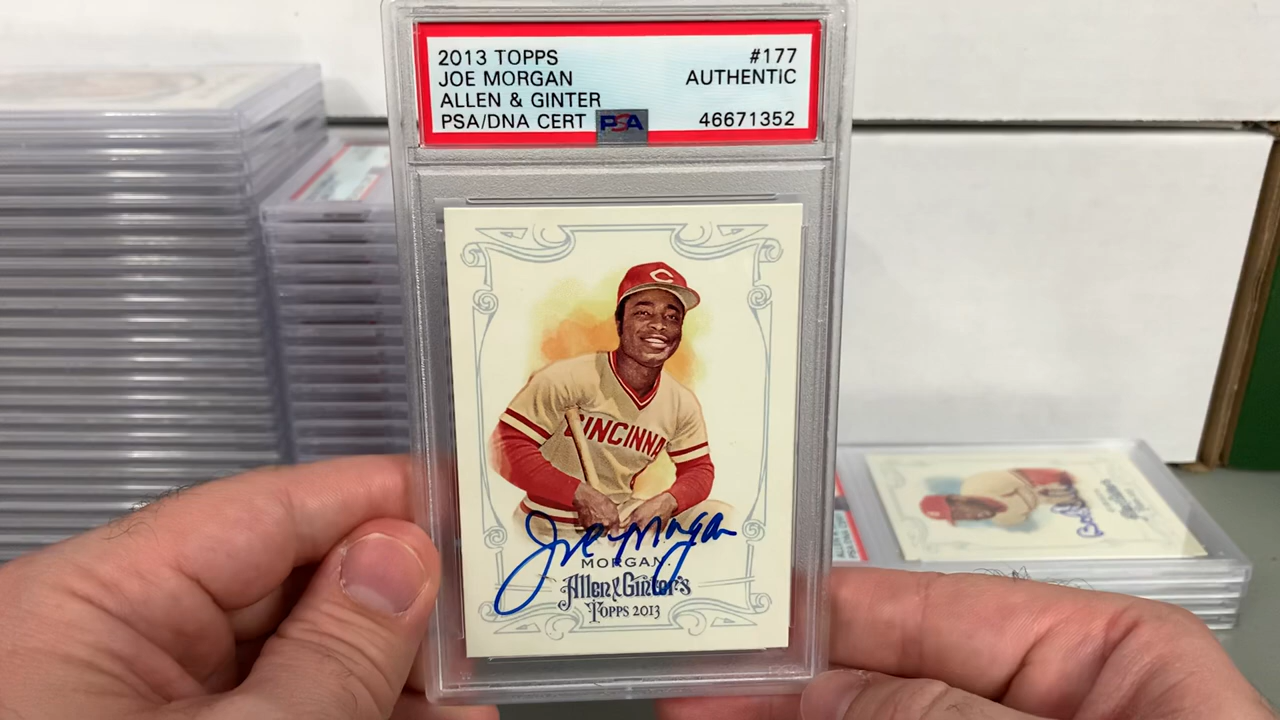 2013 TOPPS #177
JOE MORGAN AUTHENTIC
ALLEN & GINTER
PSA/DNA CERT PSA 46671352
C
CINCINNA
Joe Morgan
MORGAN
Allen & Ginter's
TOPPS 2013